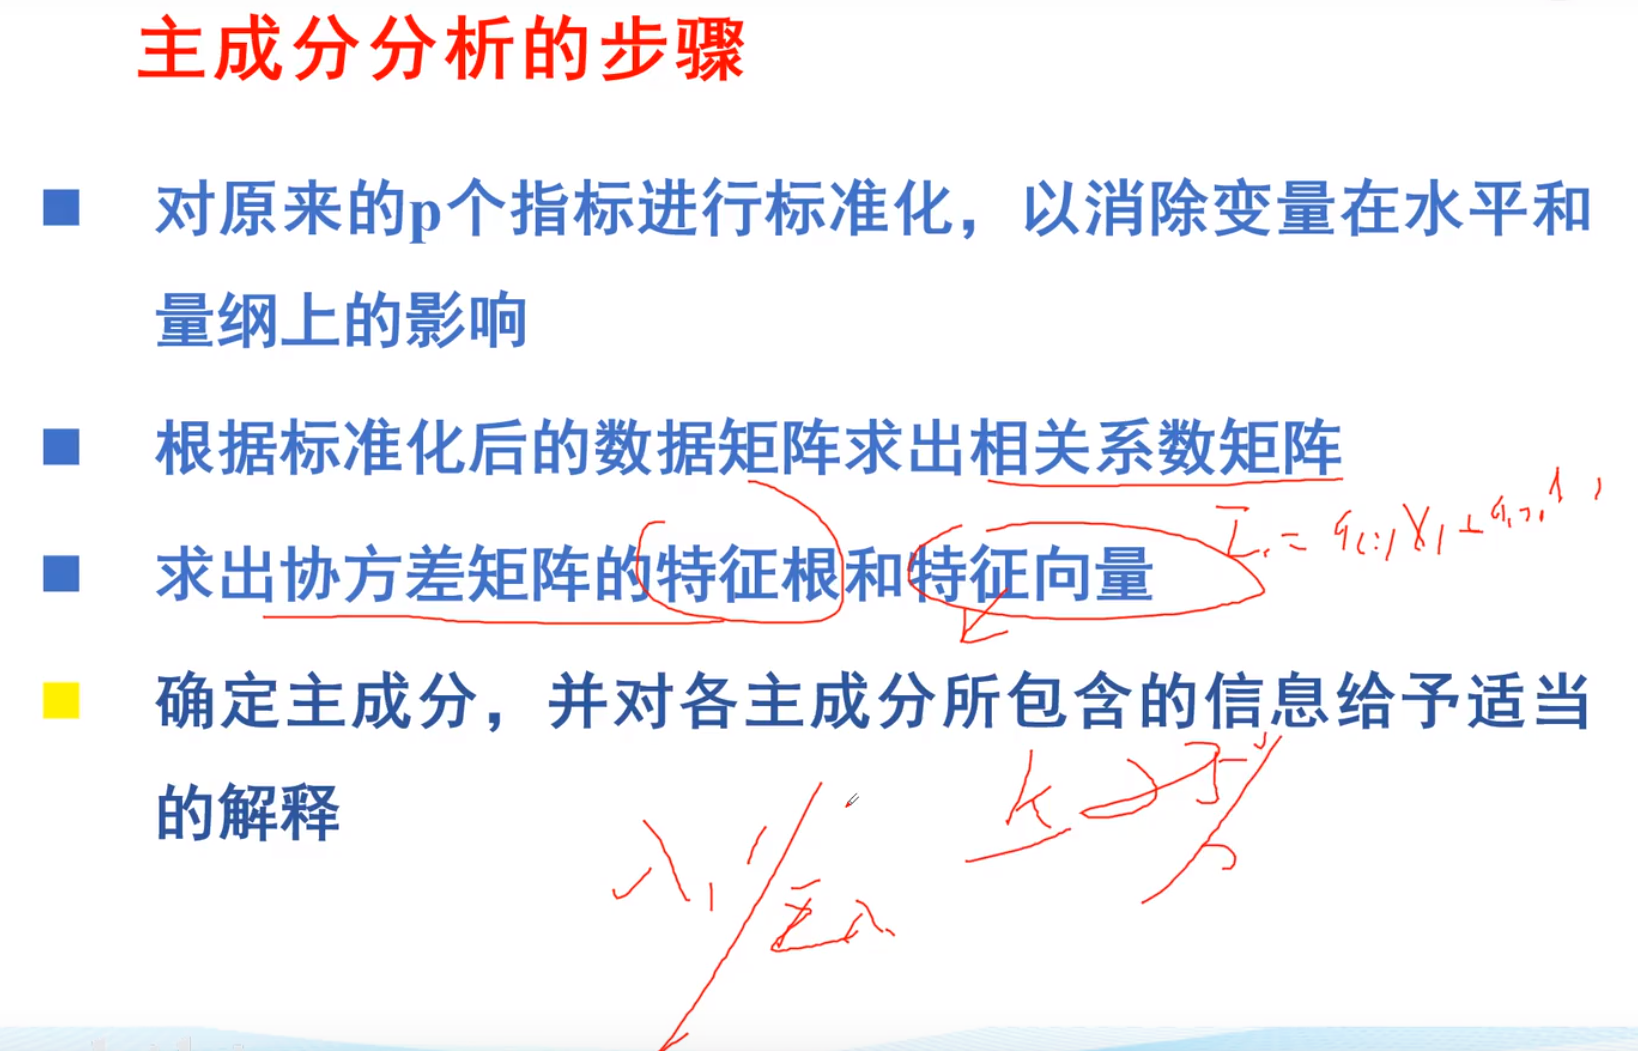 主成分分析的步骤
对原来的p个指标进行标准化，以消除变量在水平和
量纲上的影响
根据标准化后的数据矩阵求出相关系数矩阵
求出协方差矩阵的特征根和特征向量
确定主成分，并对各主成分所包含的信息给予适当
的解释
λ1 / Σλ